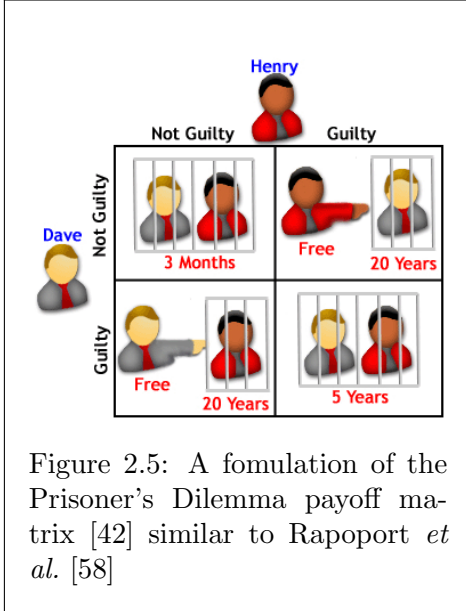 Henry
Not Guilty Guilty
Dave
Not Guilty
3 Months
Free
20 Years
Guilty
Free
20 Years
5 Years
Figure 2.5: A fomulation of the
Prisoner's Dilemma payoff ma-
trix [42] similar to Rapoport et
al. [58]